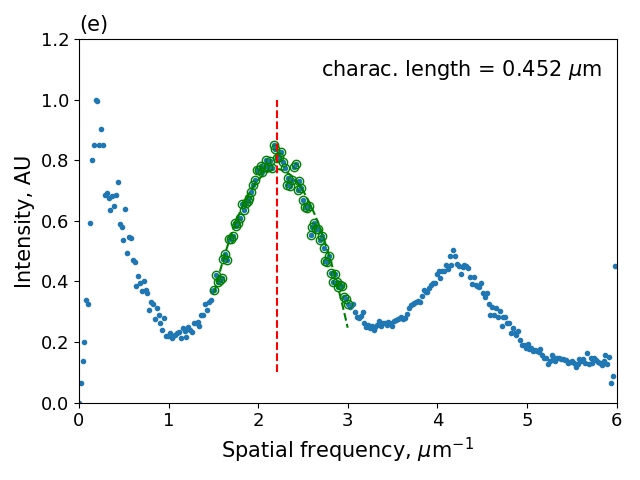 (e)
charac. length = 0.452 μm
Intensity, AU
1.2
1.0
0.8
0.6
0.4
0.2
0.0
0 1 2 3 4 5 6
Spatial frequency, μm⁻¹